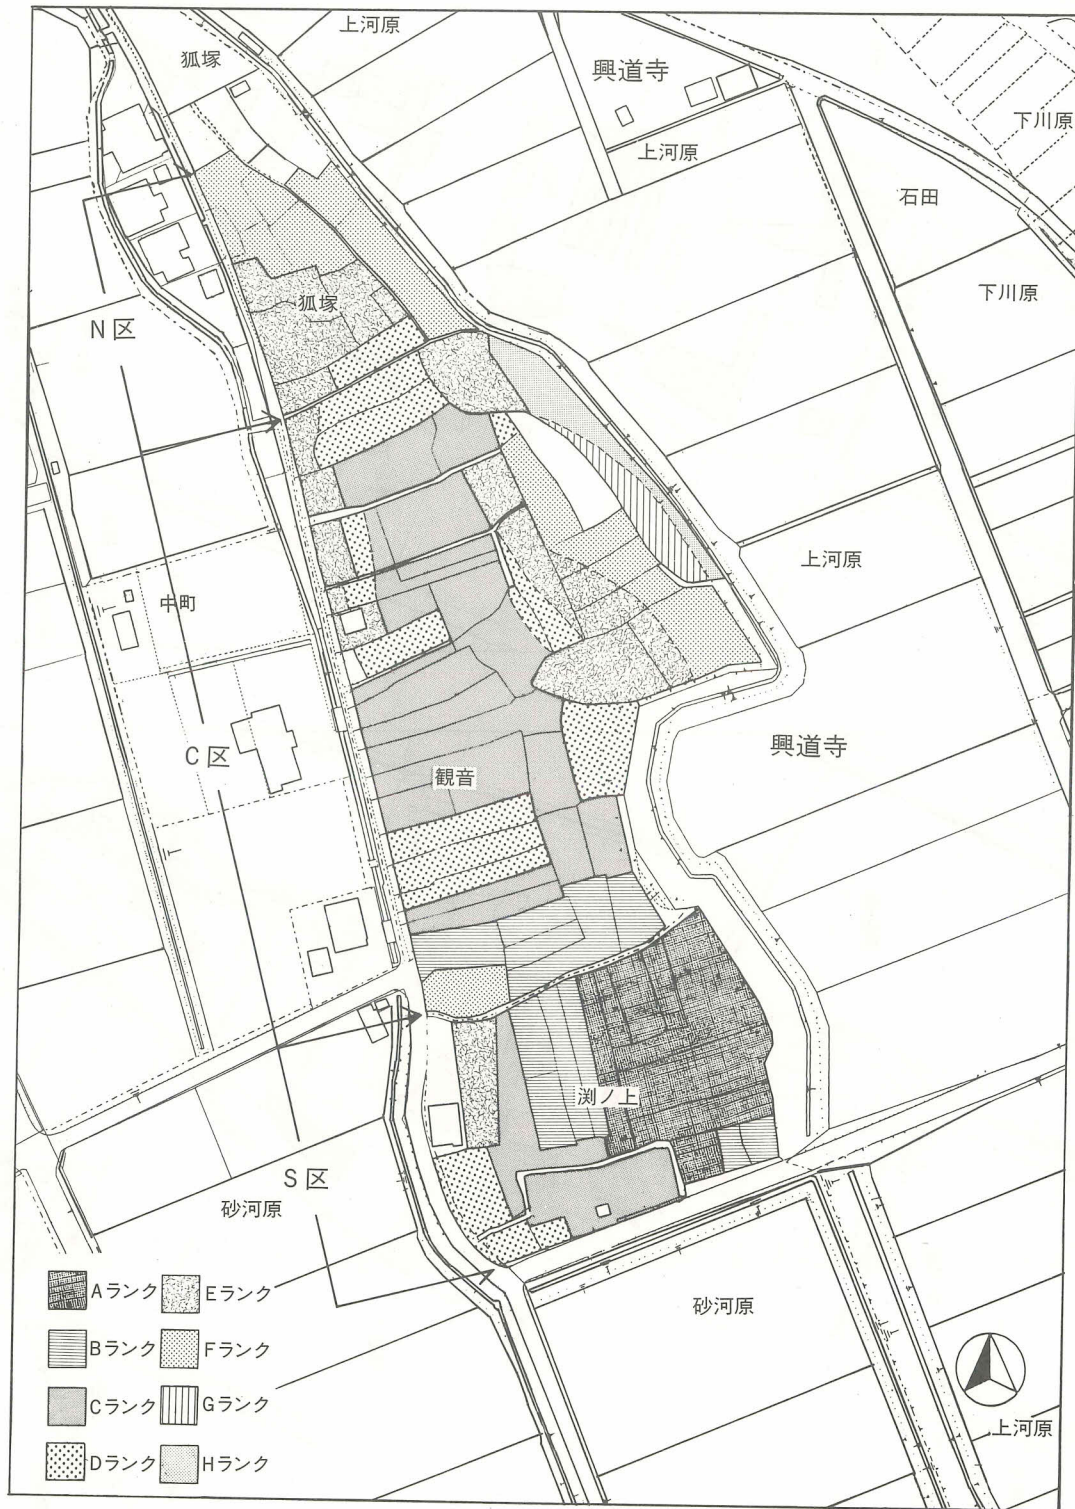 上河原
狐塚
興道寺
下川原
上河原
石田
下川原
狐塚
N区
上河原
中町
興道寺
C区
観音
渕ノ上
S区
砂河原
砂河原
上河原
Aランク
Eランク
Bランク
Fランク
Cランク
Gランク
Dランク
Hランク